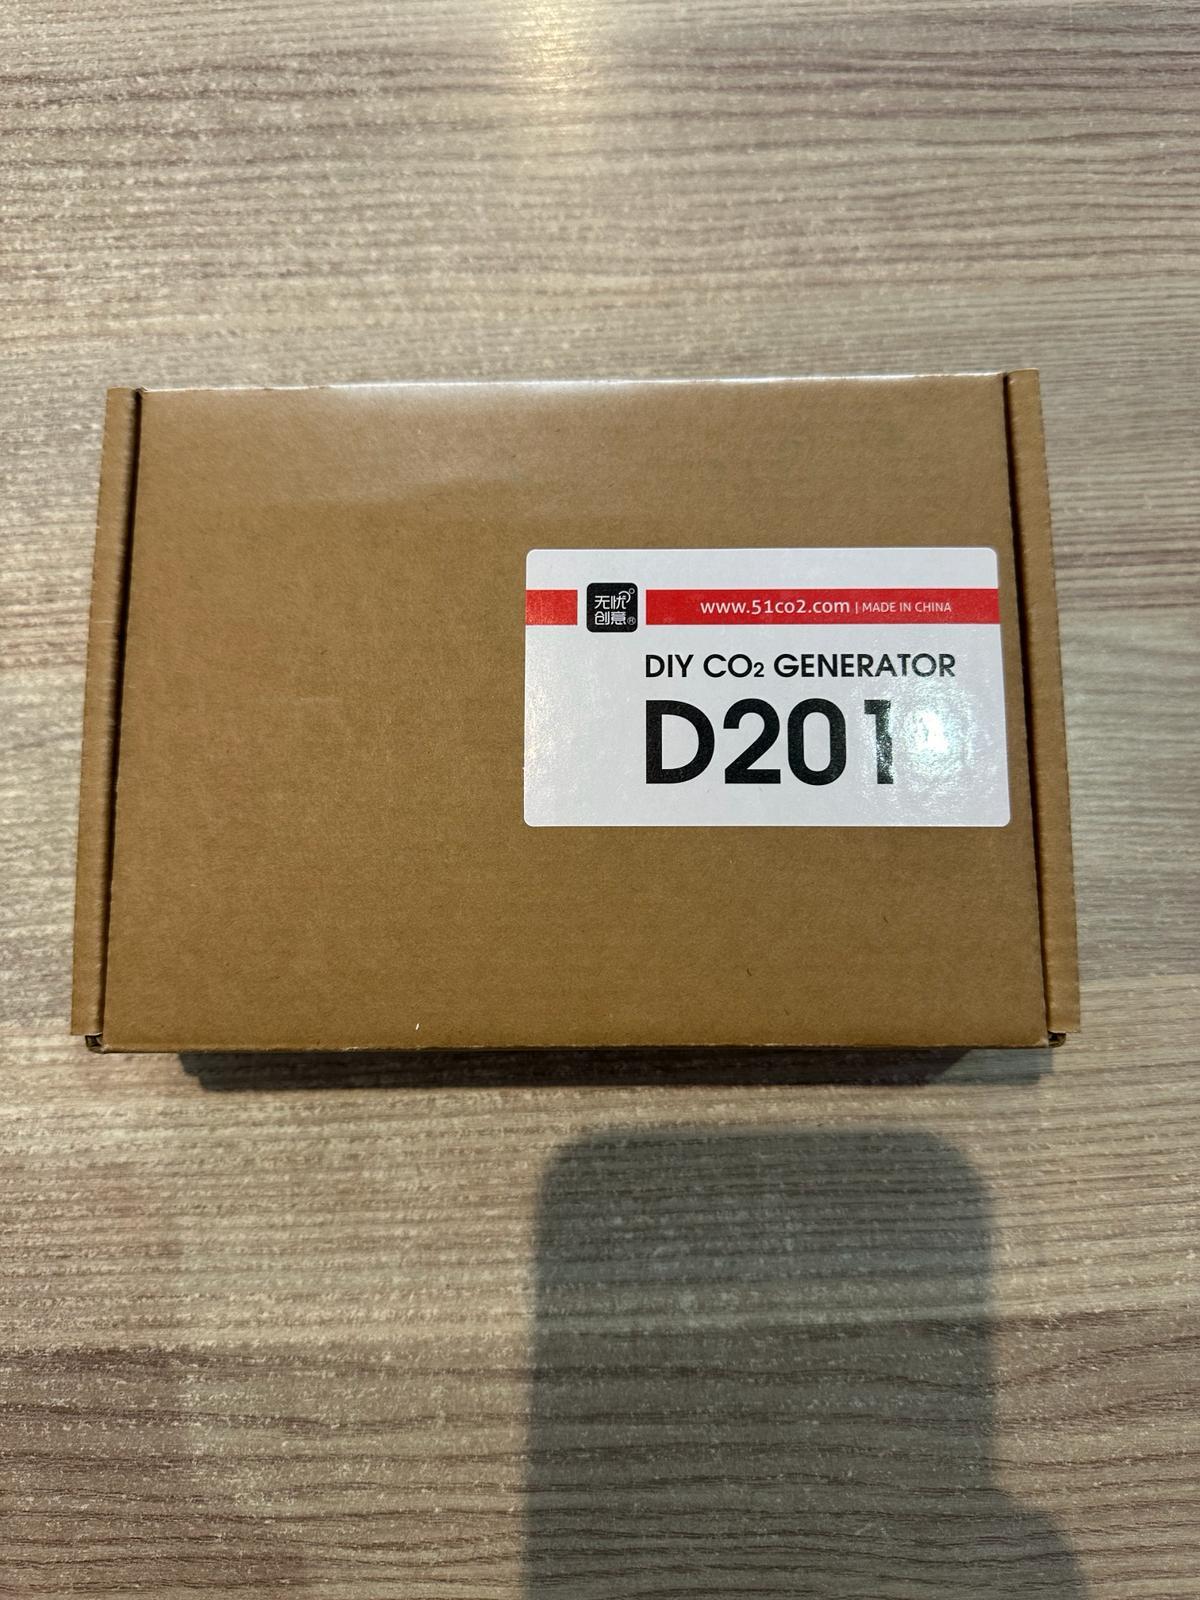 无忧
创意®
www.51co2.com | MADE IN CHINA
DIY CO₂ GENERATOR
D201